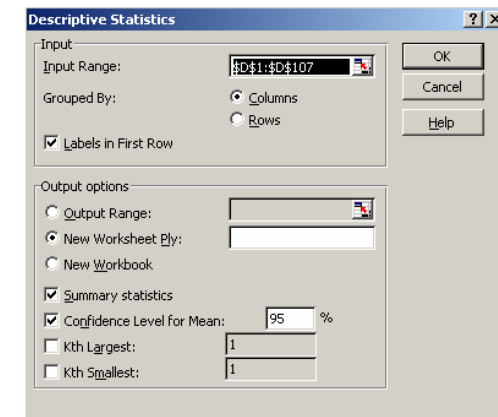 Descriptive Statistics
Input
Input Range: $D$1:$D$107
Grouped By: Columns
Rows
Labels in First Row
OK
Cancel
Help
Output options
Output Range:
New Worksheet Ply:
New Workbook
Summary statistics
Confidence Level for Mean: 95 %
Kth Largest: 1
Kth Smallest: 1